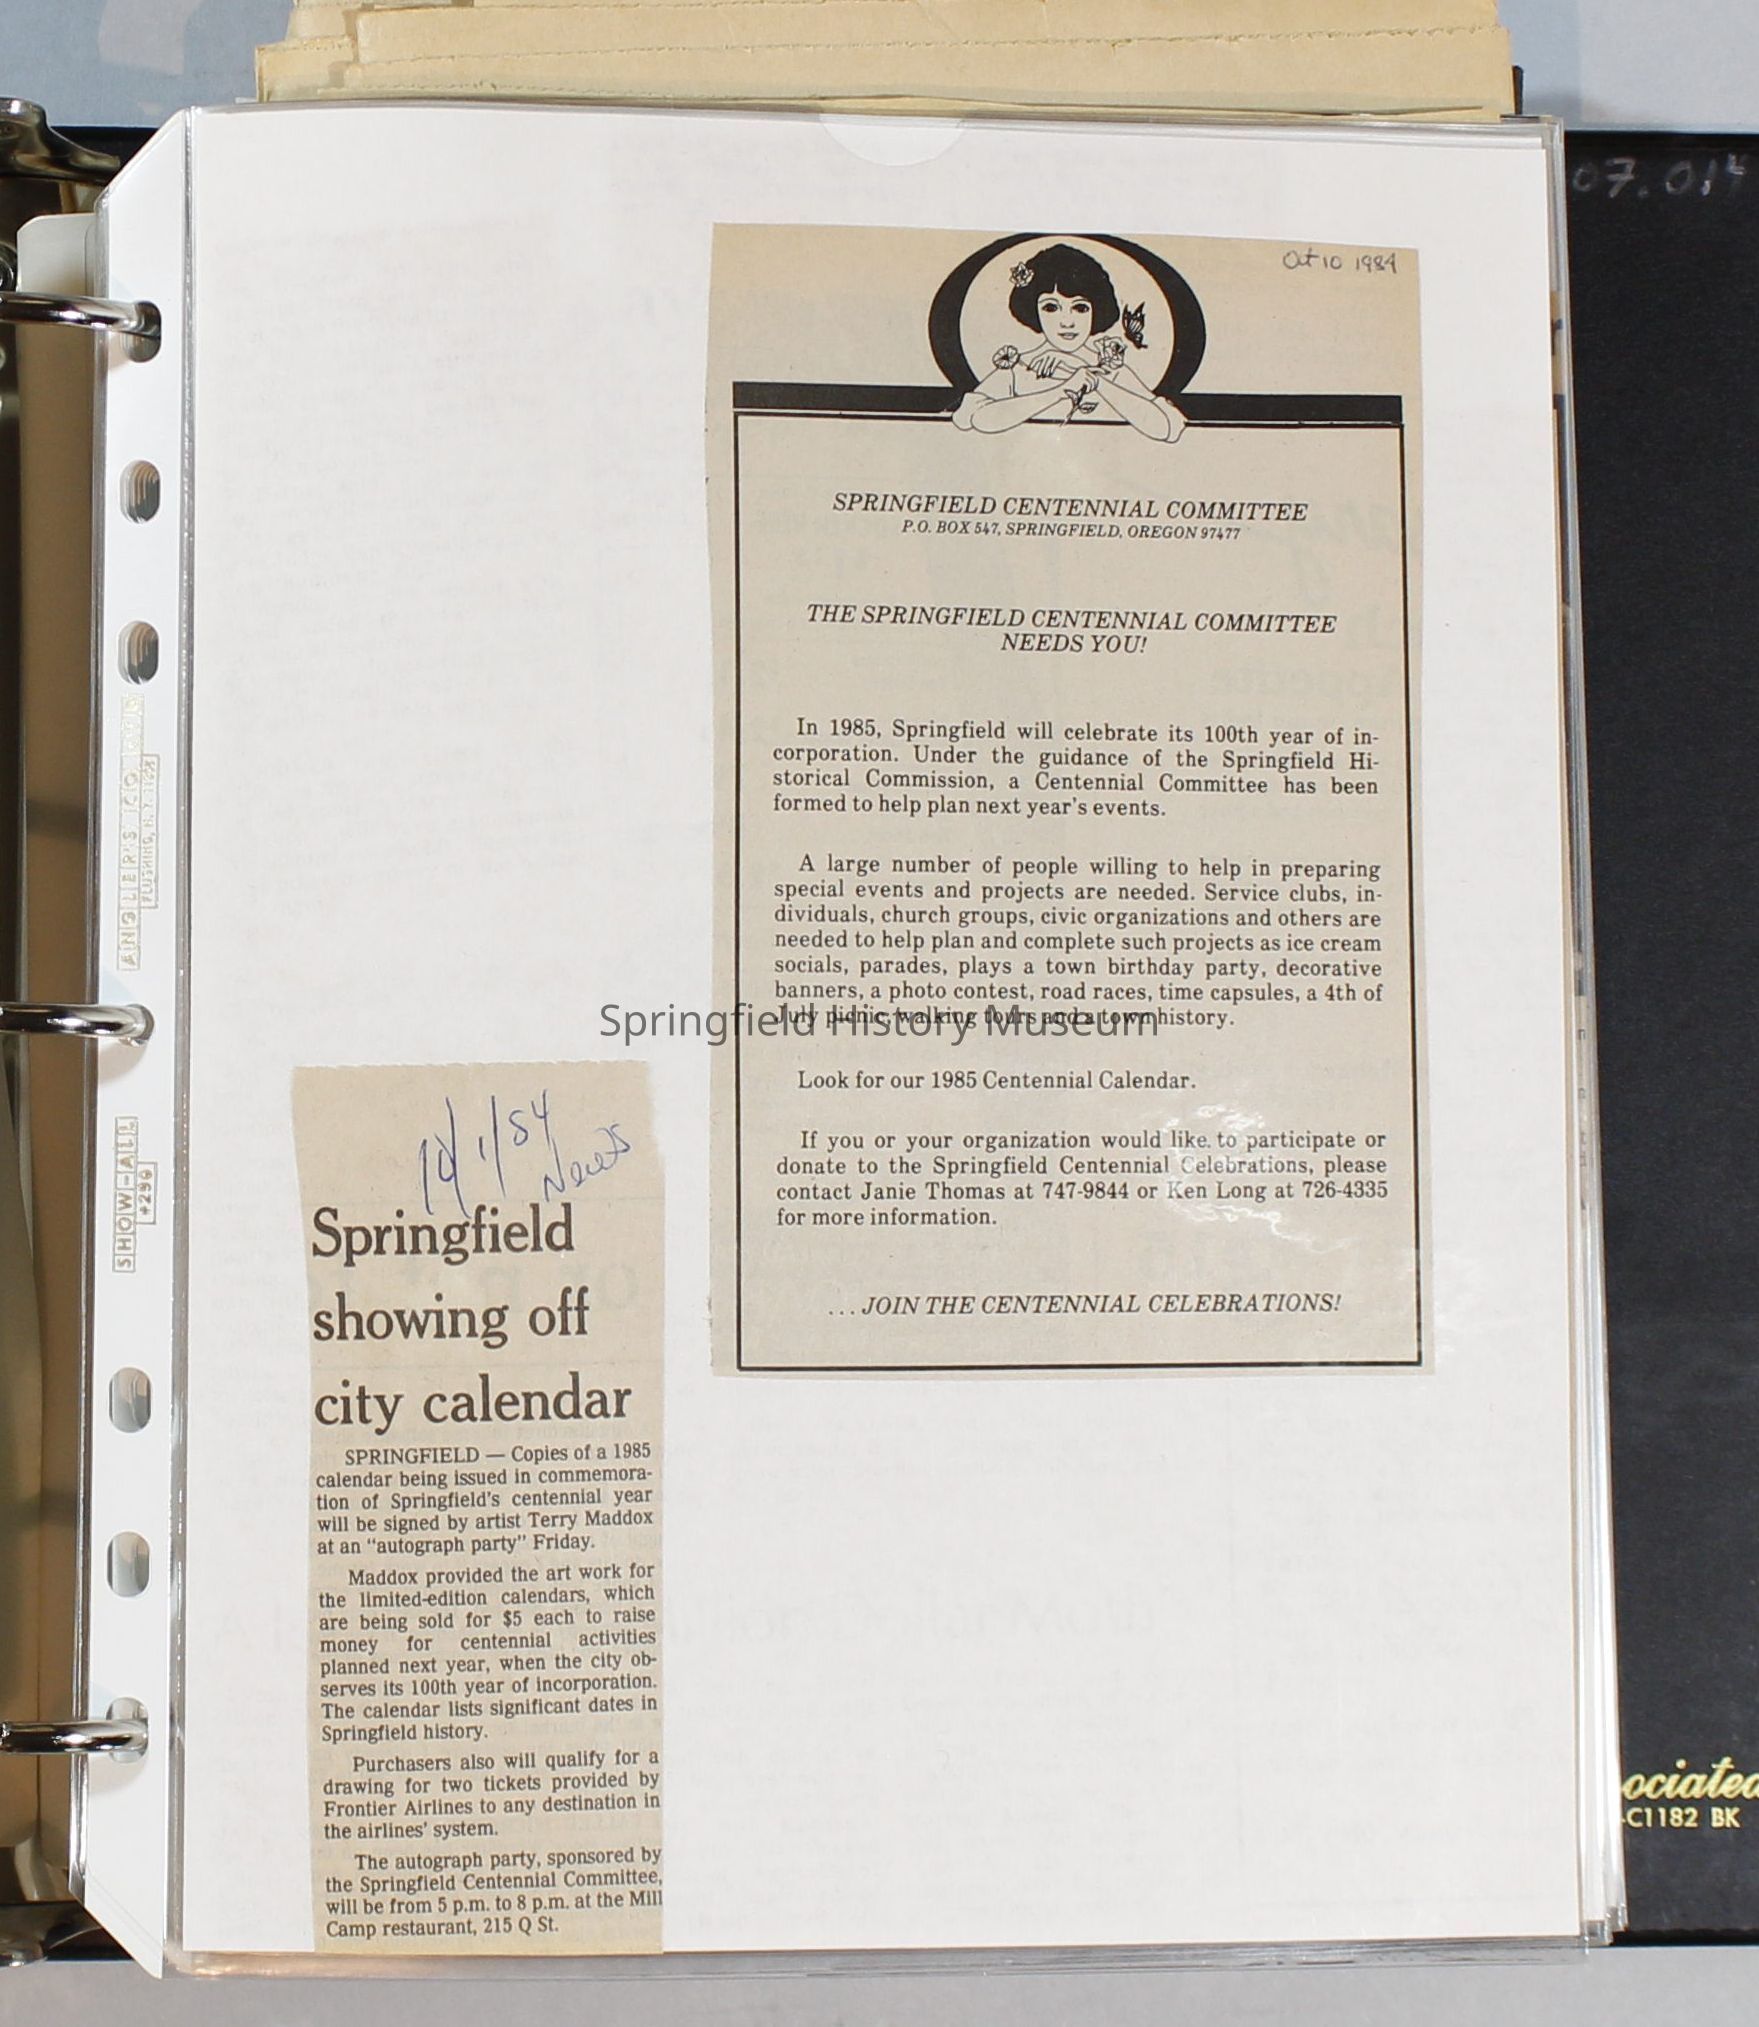 07.014
Oct 10 1984
SPRINGFIELD CENTENNIAL COMMITTEE
P.O. BOX 547, SPRINGFIELD, OREGON 97477
THE SPRINGFIELD CENTENNIAL COMMITTEE
NEEDS YOU!
In 1985, Springfield will celebrate its 100th year of in-
corporation. Under the guidance of the Springfield Hi-
storical Commission, a Centennial Committee has been
formed to help plan next year's events.
A large number of people willing to help in preparing
special events and projects are needed. Service clubs, in-
dividuals, church groups, civic organizations and others are
needed to help plan and complete such projects as ice cream
socials, parades, plays a town birthday party, decorative
banners, a photo contest, road races, time capsules, a 4th of
July picnic, walking tours and a town history.
Look for our 1985 Centennial Calendar.
If you or your organization would like to participate or
donate to the Springfield Centennial Celebrations, please
contact Janie Thomas at 747-9844 or Ken Long at 726-4335
for more information.
...JOIN THE CENTENNIAL CELEBRATIONS!
Springfield History Museum
/84
News
Springfield
showing off
city calendar
SPRINGFIELD — Copies of a 1985
calendar being issued in commemora-
tion of Springfield's centennial year
will be signed by artist Terry Maddox
at an "autograph party" Friday.
Maddox provided the art work for
the limited-edition calendars, which
are being sold for $5 each to raise
money for centennial activities
planned next year, when the city ob-
serves its 100th year of incorporation.
The calendar lists significant dates in
Springfield history.
Purchasers also will qualify for a
drawing for two tickets provided by
Frontier Airlines to any destination in
the airlines' system.
The autograph party, sponsored by
the Springfield Centennial Committee,
will be from 5 p.m. to 8 p.m. at the Mill
Camp restaurant, 215 Q St.
ANGLER'S CO.
FLUSHING, N.Y.
SHOW-ALL
#296
ociated
-C1182 BK